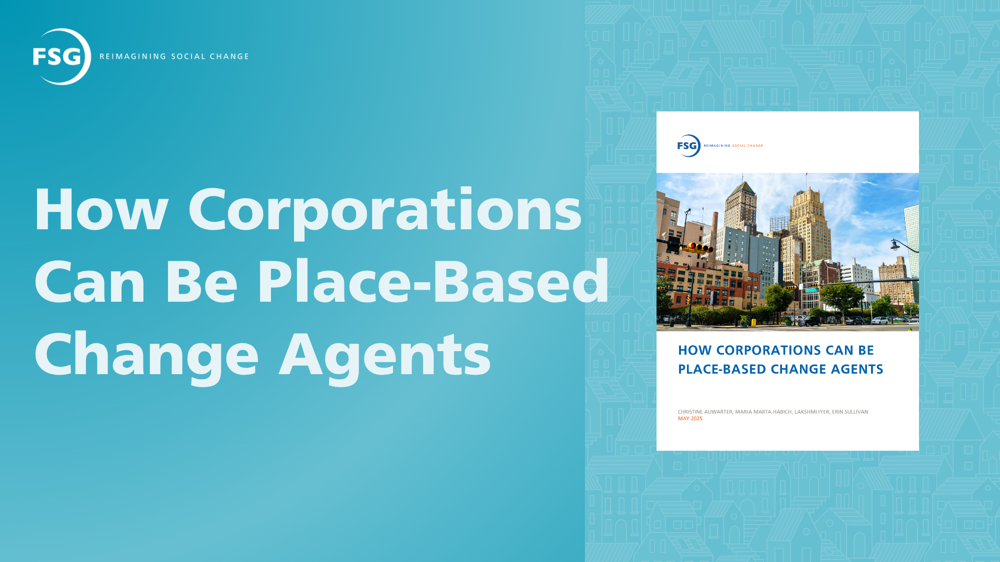 FSG REIMAGINING SOCIAL CHANGE
How Corporations
Can Be Place-Based
Change Agents
FSG REIMAGINING SOCIAL CHANGE
HOW CORPORATIONS CAN BE
PLACE-BASED CHANGE AGENTS
CHRISTINE AUWARTER, MARIA MARTA HABICH, LAKSHMI IYER, ERIN SULLIVAN
MAY 2025